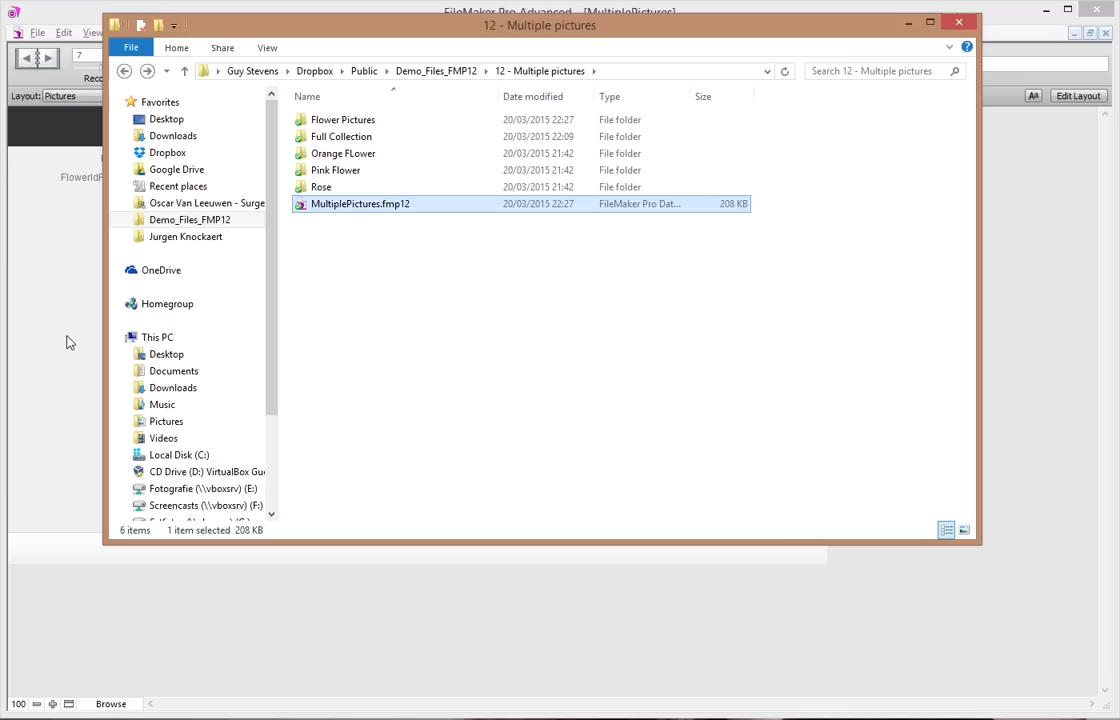 FileMaker Pro Advanced - [MultiplePictures]
12 - Multiple pictures
File Edit View
File Home Share View
7
Guy Stevens Dropbox Public Demo_Files_FMP12 12 - Multiple pictures
Search 12 - Multiple pictures
Layout: Pictures
Aa Edit Layout
Name Date modified Type Size
Favorites
Desktop
Downloads
Dropbox
Google Drive
Recent places
Oscar Van Leeuwen - Surge
Demo_Files_FMP12
Jurgen Knockaert
OneDrive
Homegroup
This PC
Desktop
Documents
Downloads
Music
Pictures
Videos
Local Disk (C:)
CD Drive (D:) VirtualBox Gue
Fotografie (\\vboxsrv) (E:)
Screencasts (\\vboxsrv) (F:)
Flower Pictures 20/03/2015 22:27 File folder
Full Collection 20/03/2015 22:09 File folder
Orange FLower 20/03/2015 21:42 File folder
Pink Flower 20/03/2015 21:42 File folder
Rose 20/03/2015 21:42 File folder
MultiplePictures.fmp12 20/03/2015 22:27 FileMaker Pro Dat... 208 KB
6 items 1 item selected 208 KB
100 Browse